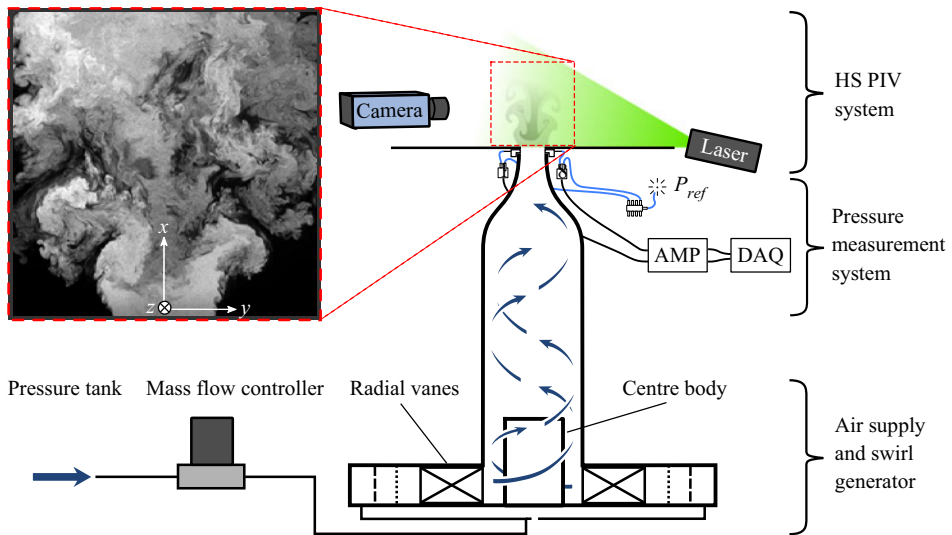 HS PIV
system
Camera
Laser
P_ref
x
z
y
Pressure
measurement
system
AMP
DAQ
Pressure tank
Mass flow controller
Radial vanes
Centre body
Air supply
and swirl
generator